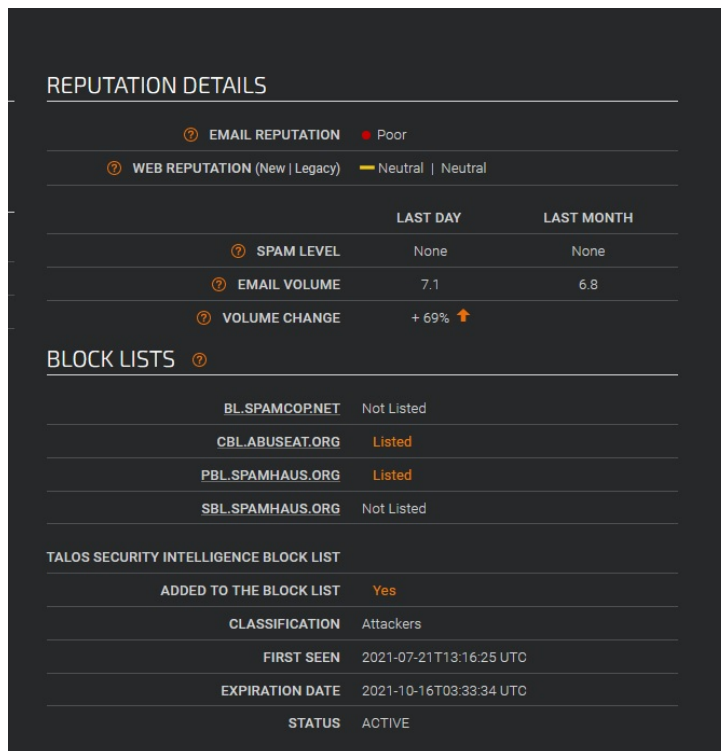 REPUTATION DETAILS
? EMAIL REPUTATION Poor
? WEB REPUTATION (New | Legacy) Neutral | Neutral
LAST DAY LAST MONTH
? SPAM LEVEL None None
? EMAIL VOLUME 7.1 6.8
? VOLUME CHANGE + 69%
BLOCK LISTS ?
BL.SPAMCOP.NET Not Listed
CBL.ABUSEAT.ORG Listed
PBL.SPAMHAUS.ORG Listed
SBL.SPAMHAUS.ORG Not Listed
TALOS SECURITY INTELLIGENCE BLOCK LIST
ADDED TO THE BLOCK LIST Yes
CLASSIFICATION Attackers
FIRST SEEN 2021-07-21T13:16:25 UTC
EXPIRATION DATE 2021-10-16T03:33:34 UTC
STATUS ACTIVE